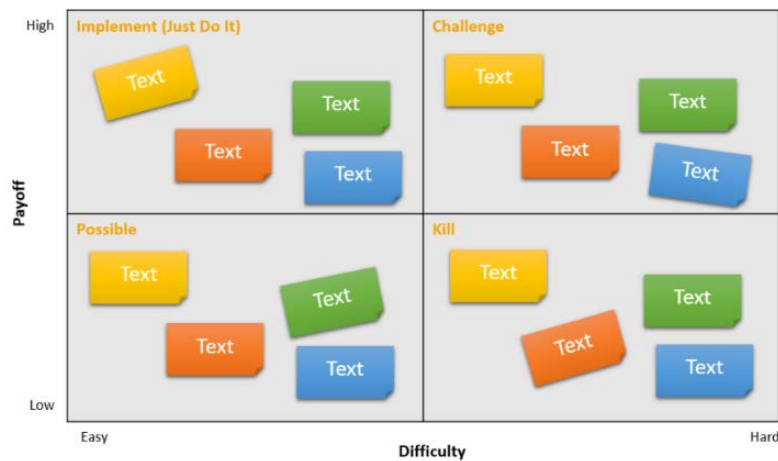 High
Payoff
Low
Implement (Just Do It)
Text
Text
Text
Text
Challenge
Text
Text
Text
Text
Possible
Text
Text
Text
Text
Kill
Text
Text
Text
Text
Easy
Difficulty
Hard